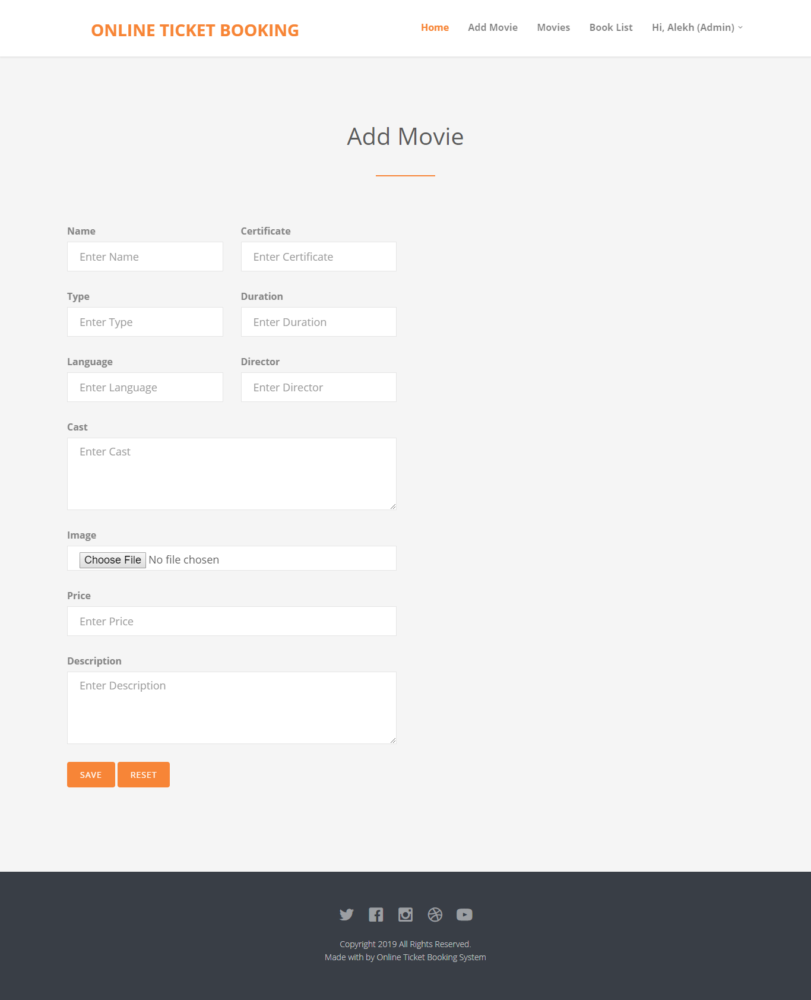 ONLINE TICKET BOOKING
Home Add Movie Movies Book List Hi, Alekh (Admin)
Add Movie
Name Certificate
Enter Name Enter Certificate
Type Duration
Enter Type Enter Duration
Language Director
Enter Language Enter Director
Cast
Enter Cast
Image
Choose File No file chosen
Price
Enter Price
Description
Enter Description
SAVE RESET
Copyright 2019 All Rights Reserved.
Made with by Online Ticket Booking System